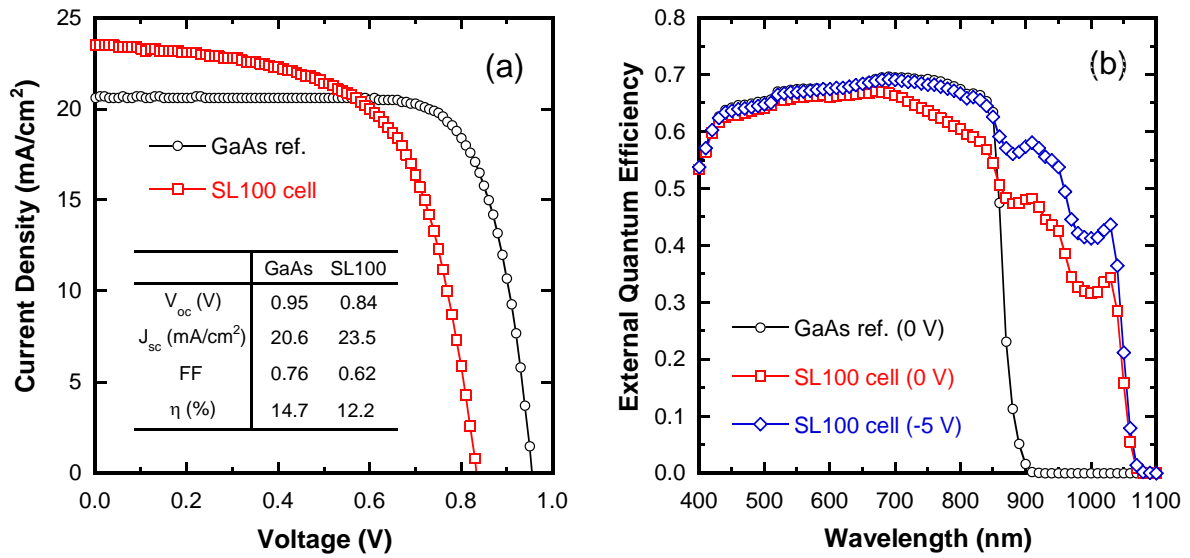 (a)
Current Density (mA/cm²)
25
20
15
10
5
0
GaAs ref.
SL100 cell
GaAs SL100
V_oc (V) 0.95 0.84
J_sc (mA/cm²) 20.6 23.5
FF 0.76 0.62
η (%) 14.7 12.2
0.0 0.2 0.4 0.6 0.8 1.0
Voltage (V)
(b)
External Quantum Efficiency
0.8
0.7
0.6
0.5
0.4
0.3
0.2
0.1
0.0
GaAs ref. (0 V)
SL100 cell (0 V)
SL100 cell (-5 V)
400 500 600 700 800 900 1000 1100
Wavelength (nm)